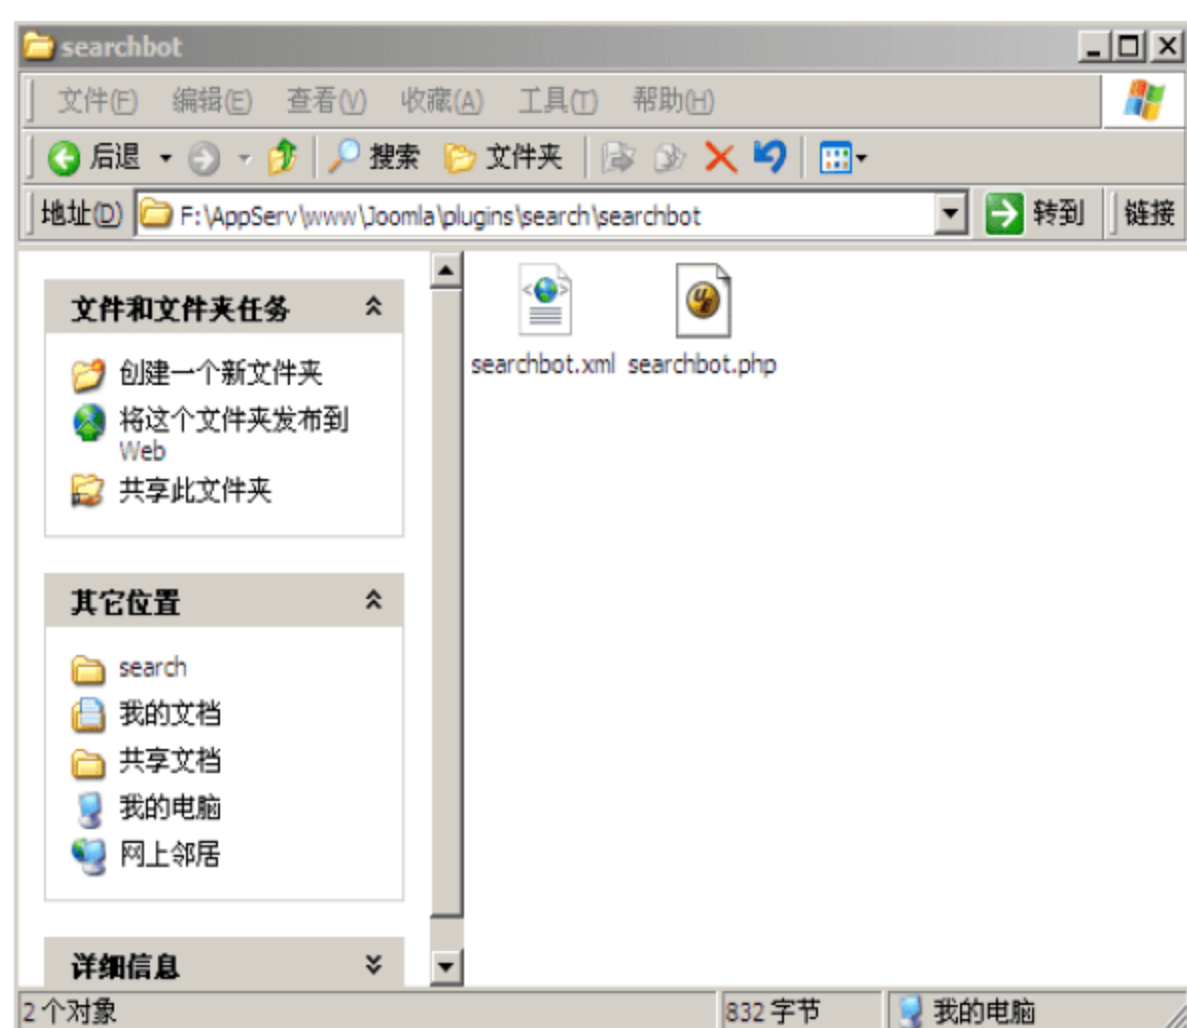 searchbot
文件(F) 编辑(E) 查看(V) 收藏(A) 工具(T) 帮助(H)
后退 搜索 文件夹
地址(D) F:\AppServ\www\Joomla\plugins\search\searchbot 转到 链接
文件和文件夹任务
创建一个新文件夹
将这个文件夹发布到
Web
共享此文件夹
其它位置
search
我的文档
共享文档
我的电脑
网上邻居
详细信息
searchbot.xml searchbot.php
2 个对象 832 字节 我的电脑